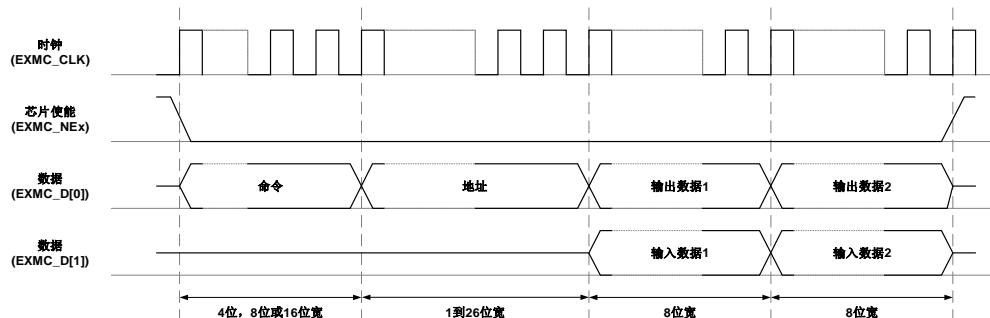 时钟
(EXMC_CLK)
芯片使能
(EXMC_NEx)
数据
(EXMC_D[0])
命令
地址
输出数据1
输出数据2
数据
(EXMC_D[1])
输入数据1
输入数据2
4位，8位或16位宽
1到26位宽
8位宽
8位宽